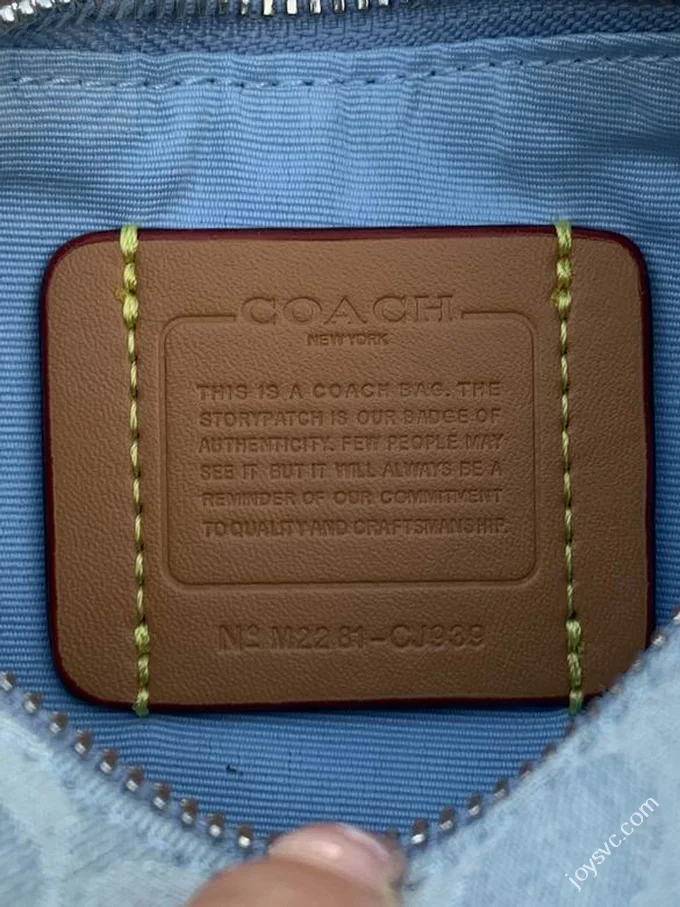 COACH
NEW YORK
THIS IS A COACH BAG. THE
STORYPATCH IS OUR BADGE OF
AUTHENTICITY. FEW PEOPLE MAY
SEE IT BUT IT WILL ALWAYS BE A
REMINDER OF OUR COMMITMENT
TO QUALITY AND CRAFTSMANSHIP.
Nº M2281-CJ939
joysvc.com